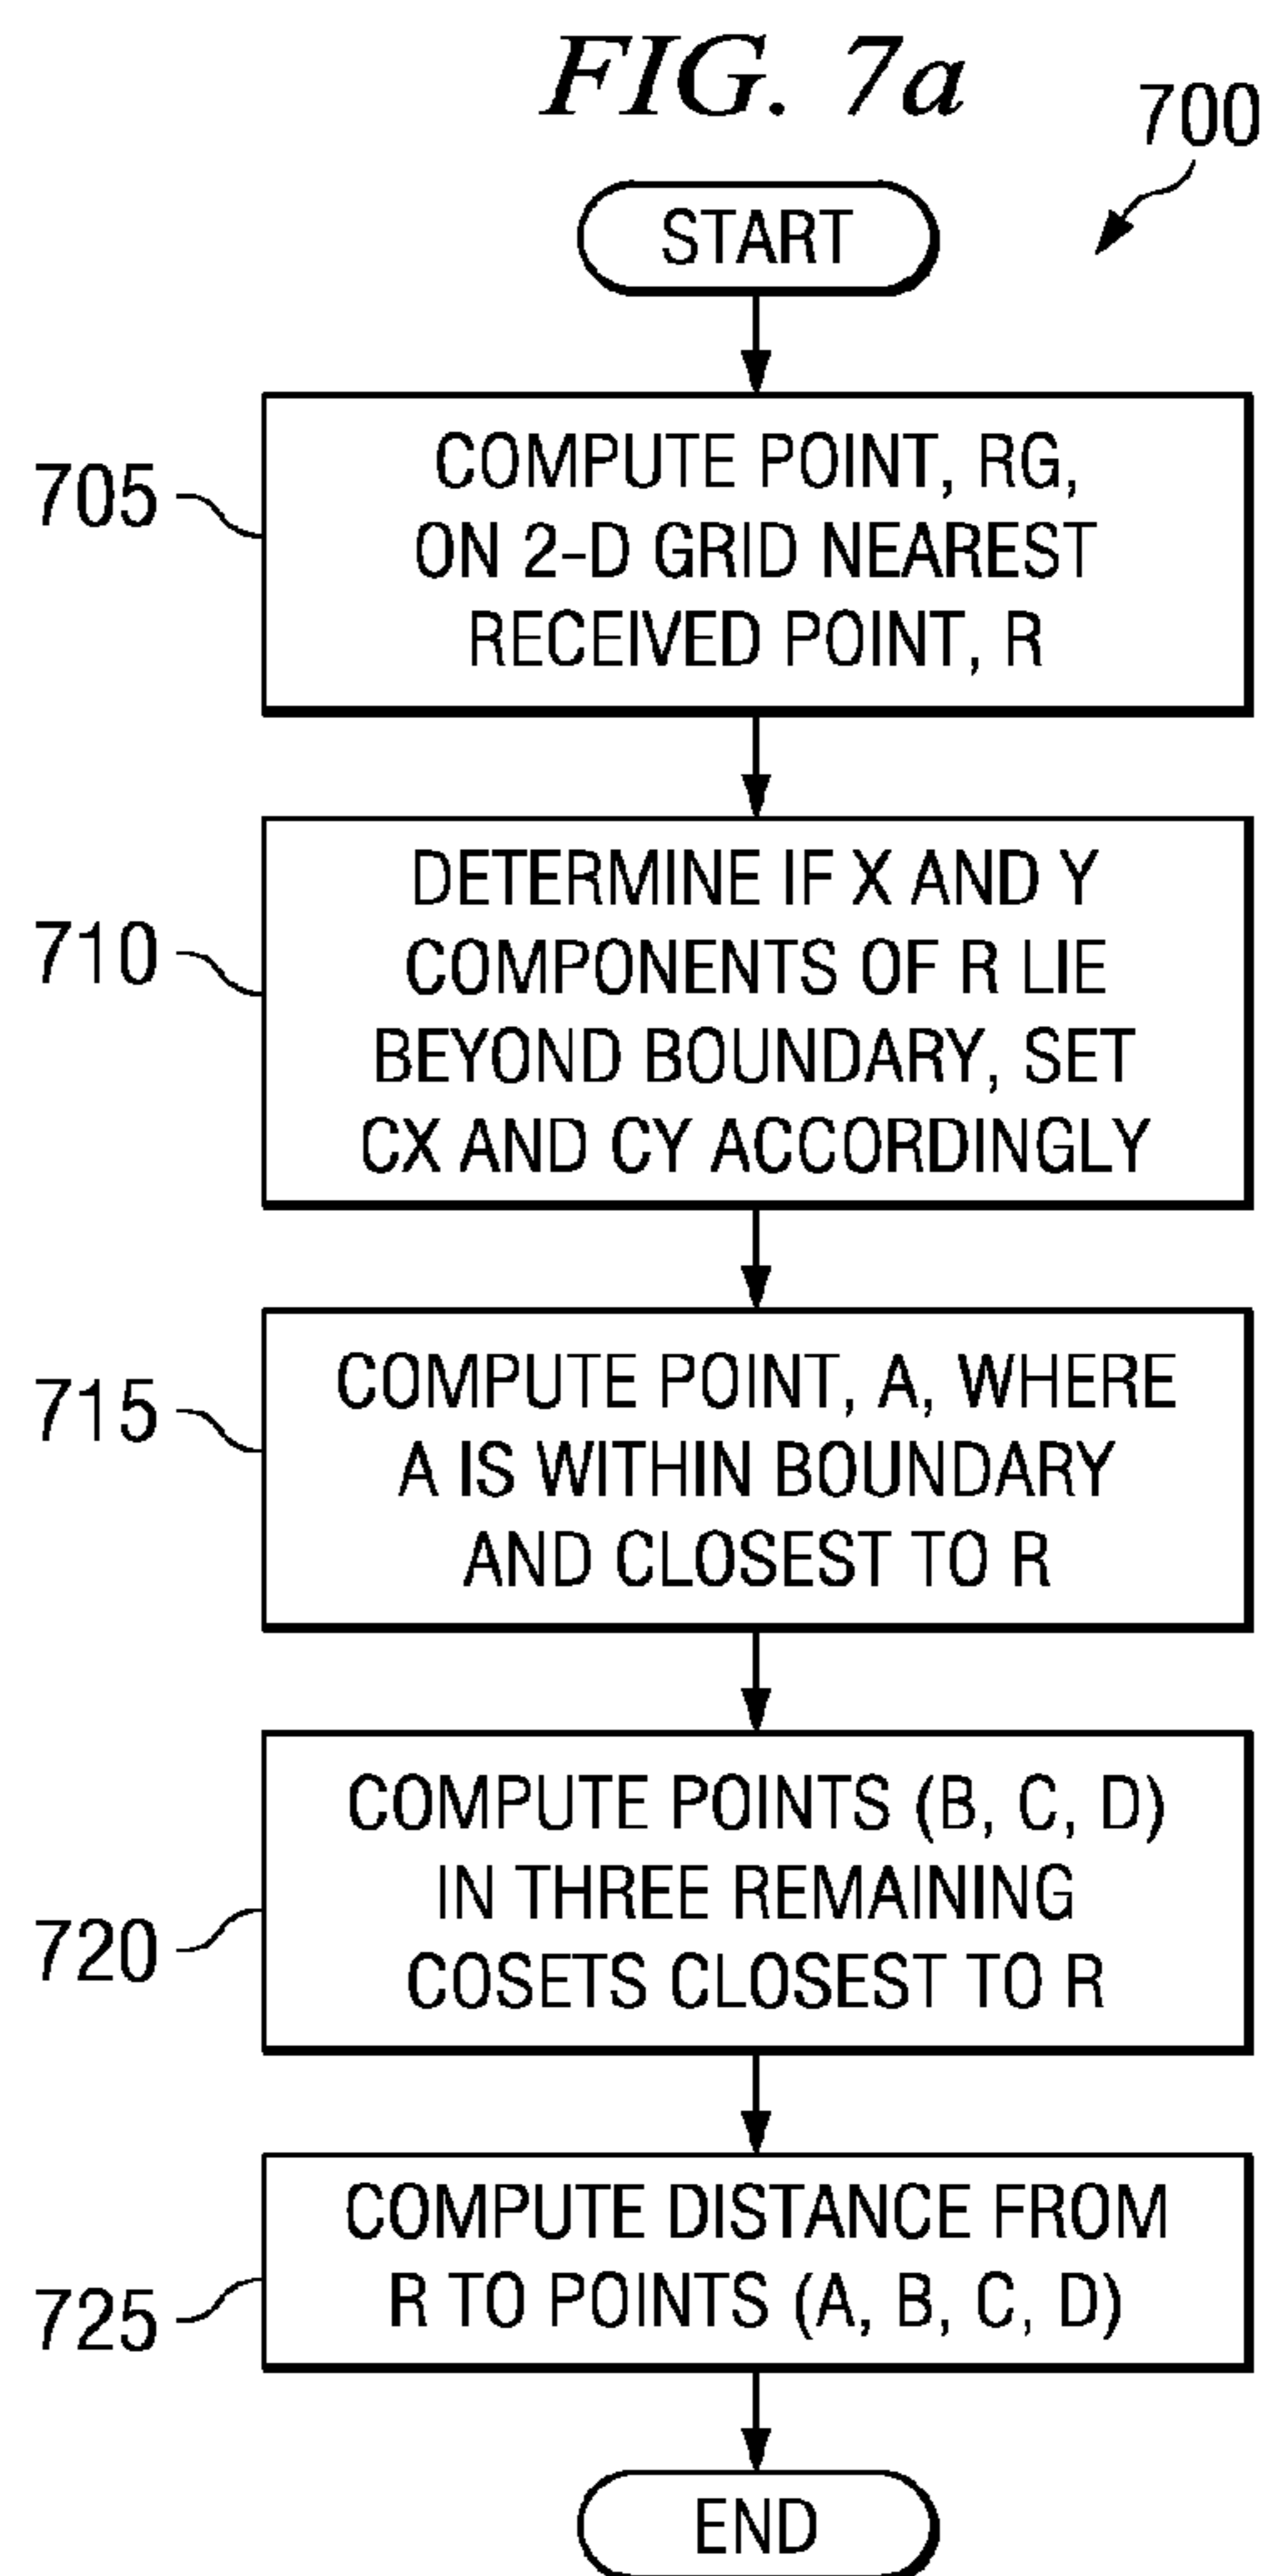 FIG. 7a
700
START
705
COMPUTE POINT, RG,
ON 2-D GRID NEAREST
RECEIVED POINT, R
710
DETERMINE IF X AND Y
COMPONENTS OF R LIE
BEYOND BOUNDARY, SET
CX AND CY ACCORDINGLY
715
COMPUTE POINT, A, WHERE
A IS WITHIN BOUNDARY
AND CLOSEST TO R
720
COMPUTE POINTS (B, C, D)
IN THREE REMAINING
COSETS CLOSEST TO R
725
COMPUTE DISTANCE FROM
R TO POINTS (A, B, C, D)
END